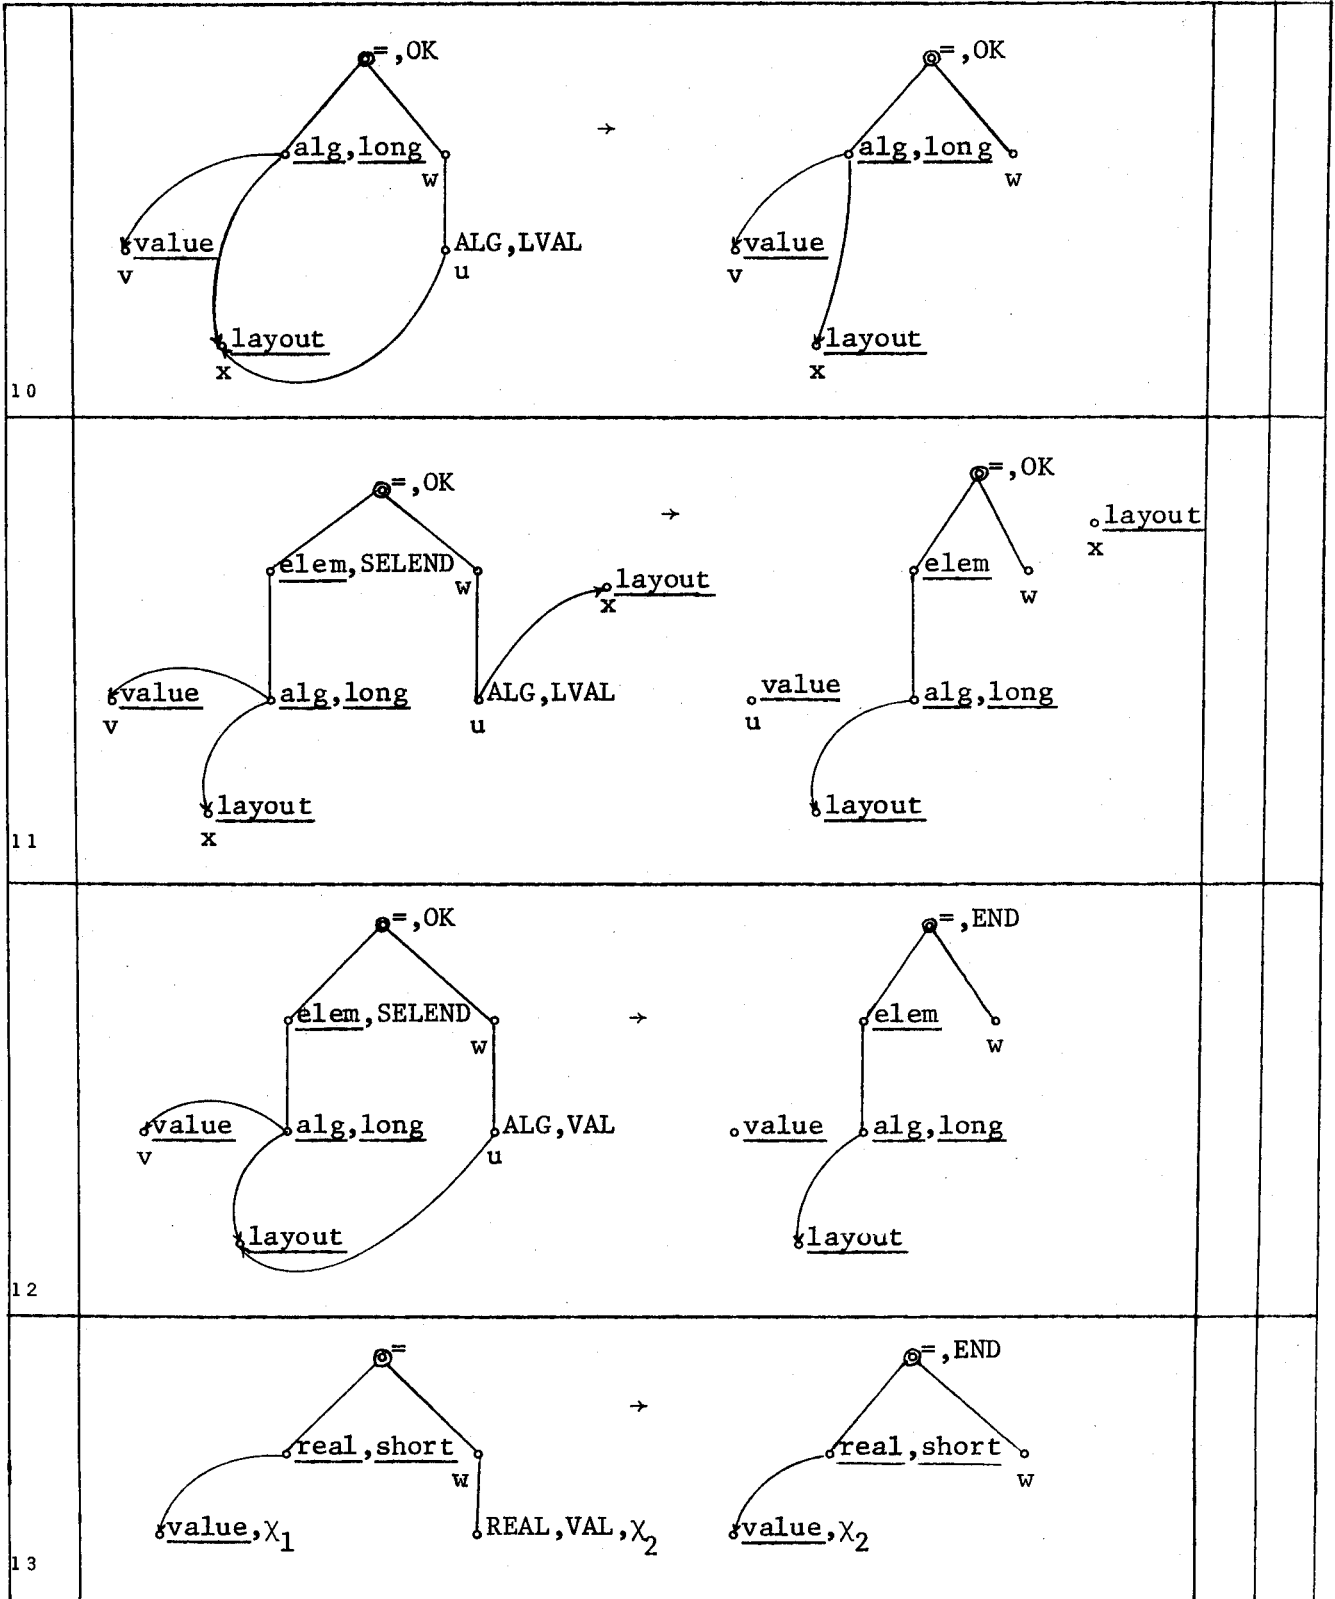 =,OK → =,OK
alg,long w alg,long w
value ALG,LVAL value
v u v
layout layout
x x
10
=,OK → =,OK
layout
x
elem,SELEND w layout elem w
x
value alg,long ALG,LVAL value alg,long
v u u
layout layout
x
11
=,OK → =,END
elem,SELEND w elem w
value alg,long ALG,VAL value alg,long
v u
layout layout
12
= → =,END
real,short w real,short w
value,χ1 REAL,VAL,χ2 value,χ2
13